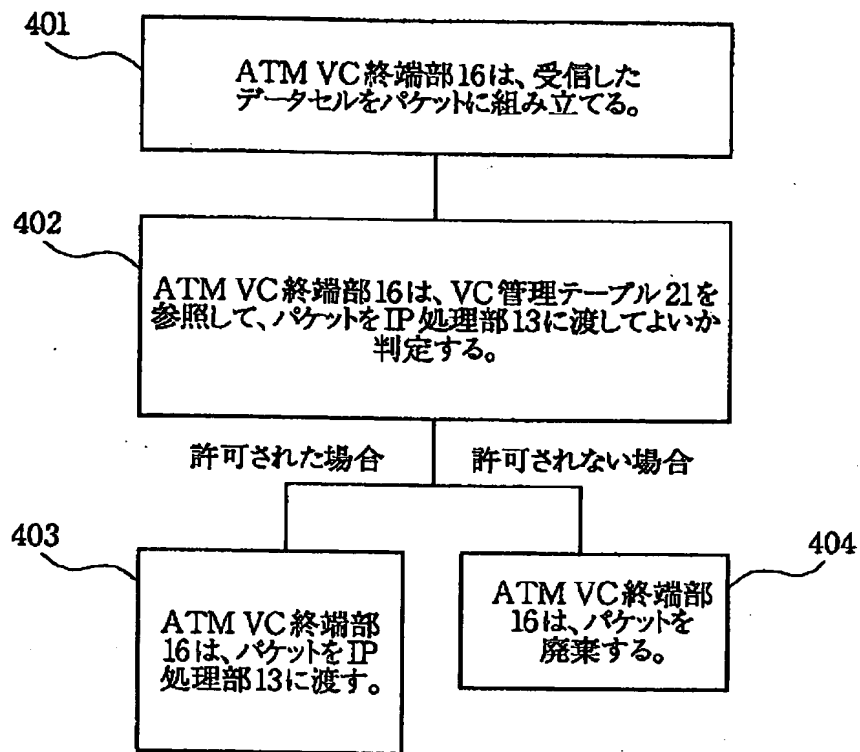 401
ATM VC終端部16は、受信した
データセルをパケットに組み立てる。
402
ATM VC終端部16は、VC管理テーブル21を
参照して、パケットをIP処理部13に渡してよいか
判定する。
許可された場合
許可されない場合
403
ATM VC終端部
16は、パケットをIP
処理部13に渡す。
404
ATM VC終端部
16は、パケットを
廃棄する。